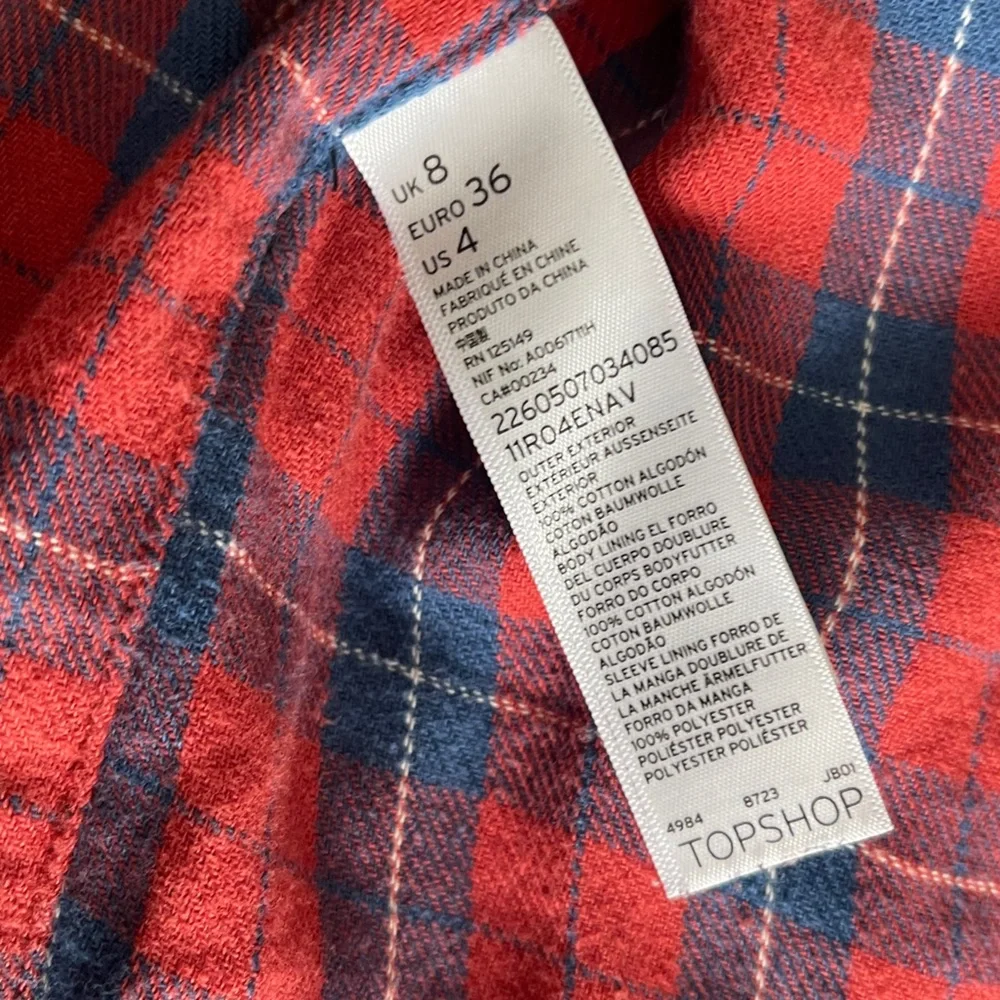 UK 8
EURO 36
US 4
MADE IN CHINA
FABRIQUÉ EN CHINE
PRODUTO DA CHINA
中国製
RN 125149
NIF No: A0D61711H
CA#00234
2260507034085
11R04ENAV
OUTER EXTERIOR
EXTÉRIEUR AUSSENSEITE
EXTERIOR
100% COTTON ALGODÓN
COTON BAUMWOLLE
ALGODÃO
BODY LINING EL FORRO
DEL CUERPO DOUBLURE
DU CORPS BODYFUTTER
FORRO DO CORPO
100% COTTON ALGODÓN
COTON BAUMWOLLE
ALGODÃO
SLEEVE LINING FORRO DE
LA MANGA DOUBLURE DE
LA MANCHE ÄRMELFUTTER
FORRO DA MANGA
100% POLYESTER
POLIÉSTER POLYESTER
POLYESTER POLIÉSTER
4984 8723 JB01
TOPSHOP